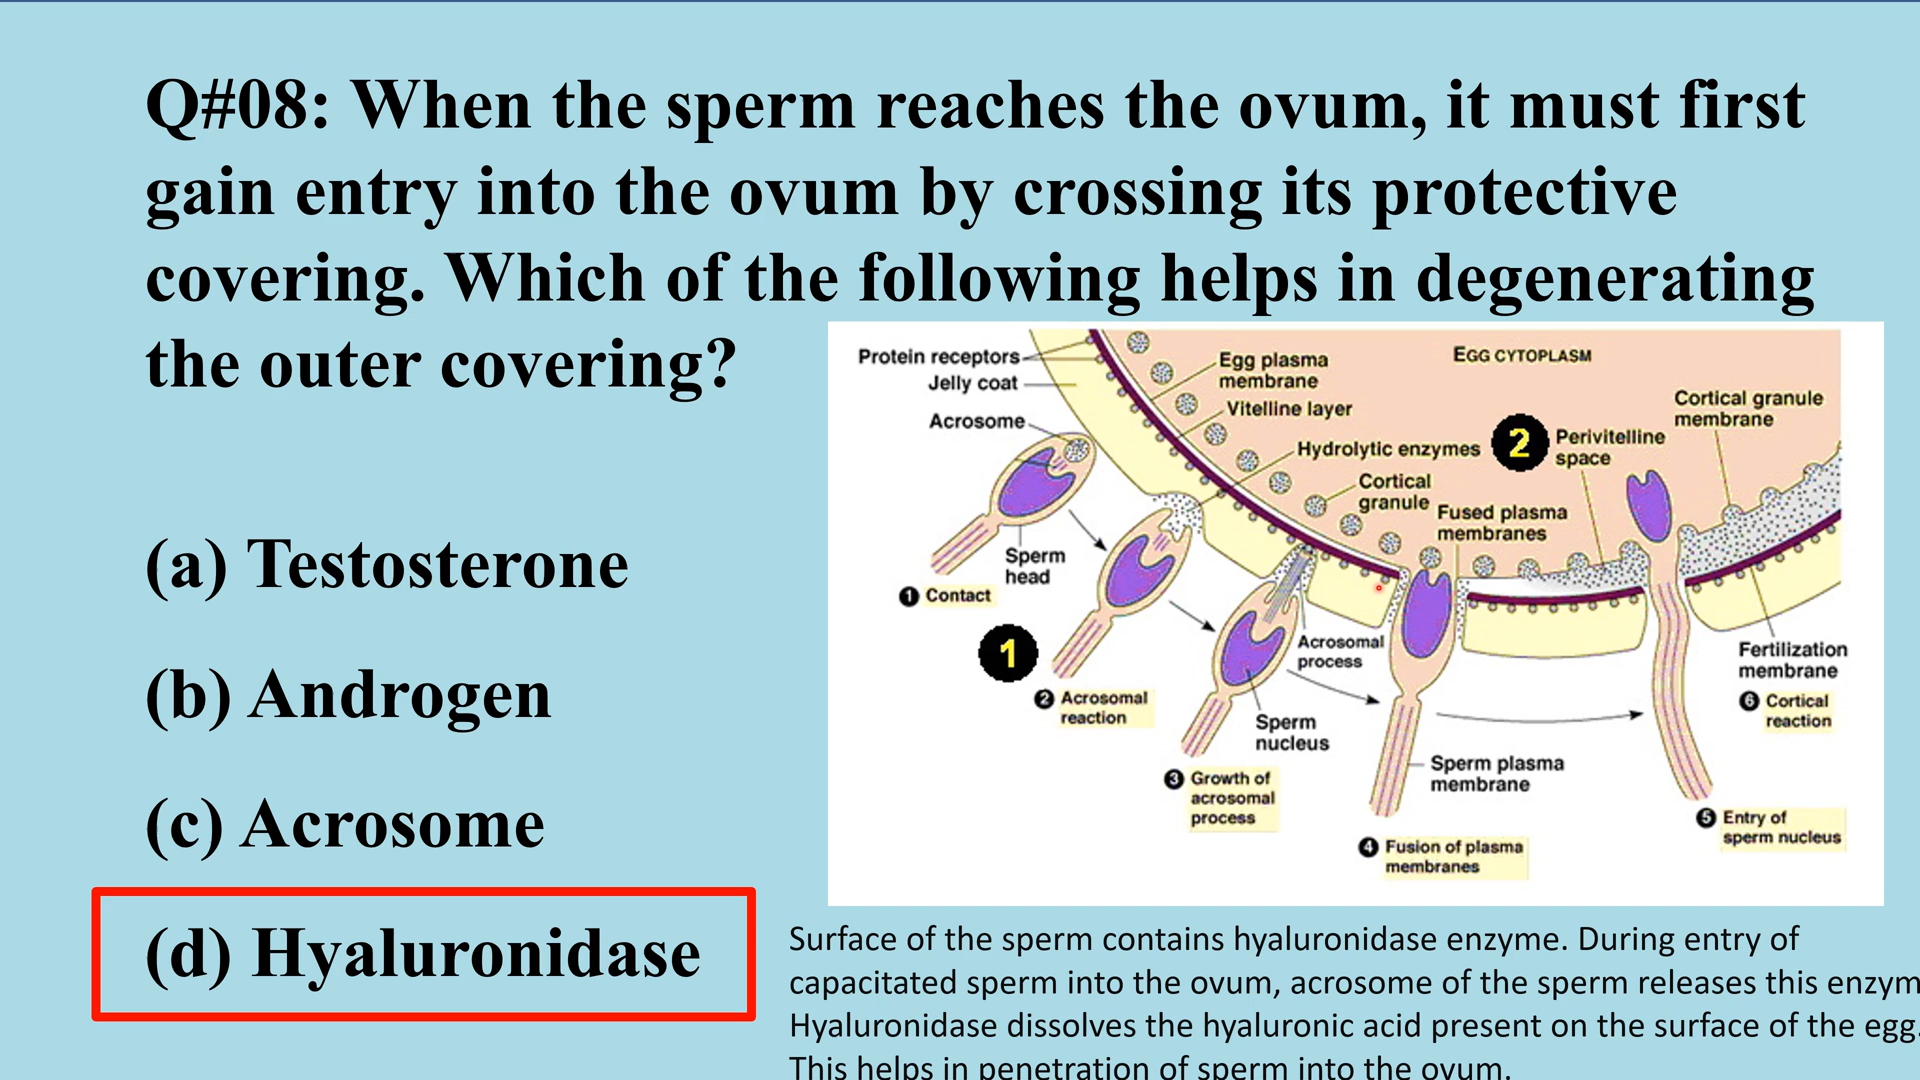 Q#08: When the sperm reaches the ovum, it must first
gain entry into the ovum by crossing its protective
covering. Which of the following helps in degenerating
the outer covering?
(a) Testosterone
(b) Androgen
(c) Acrosome
(d) Hyaluronidase
Protein receptors
Jelly coat
Acrosome
Egg plasma
membrane
Vitelline layer
Hydrolytic enzymes
EGG CYTOPLASM
2
Perivitelline
space
Cortical granule
membrane
Cortical
granule
Fused plasma
membranes
Sperm
head
1 Contact
1
2 Acrosomal
reaction
Acrosomal
process
Sperm
nucleus
3 Growth of
acrosomal
process
Sperm plasma
membrane
4 Fusion of plasma
membranes
Fertilization
membrane
6 Cortical
reaction
5 Entry of
sperm nucleus
Surface of the sperm contains hyaluronidase enzyme. During entry of
capacitated sperm into the ovum, acrosome of the sperm releases this enzym
Hyaluronidase dissolves the hyaluronic acid present on the surface of the egg.
This helps in penetration of sperm into the ovum.